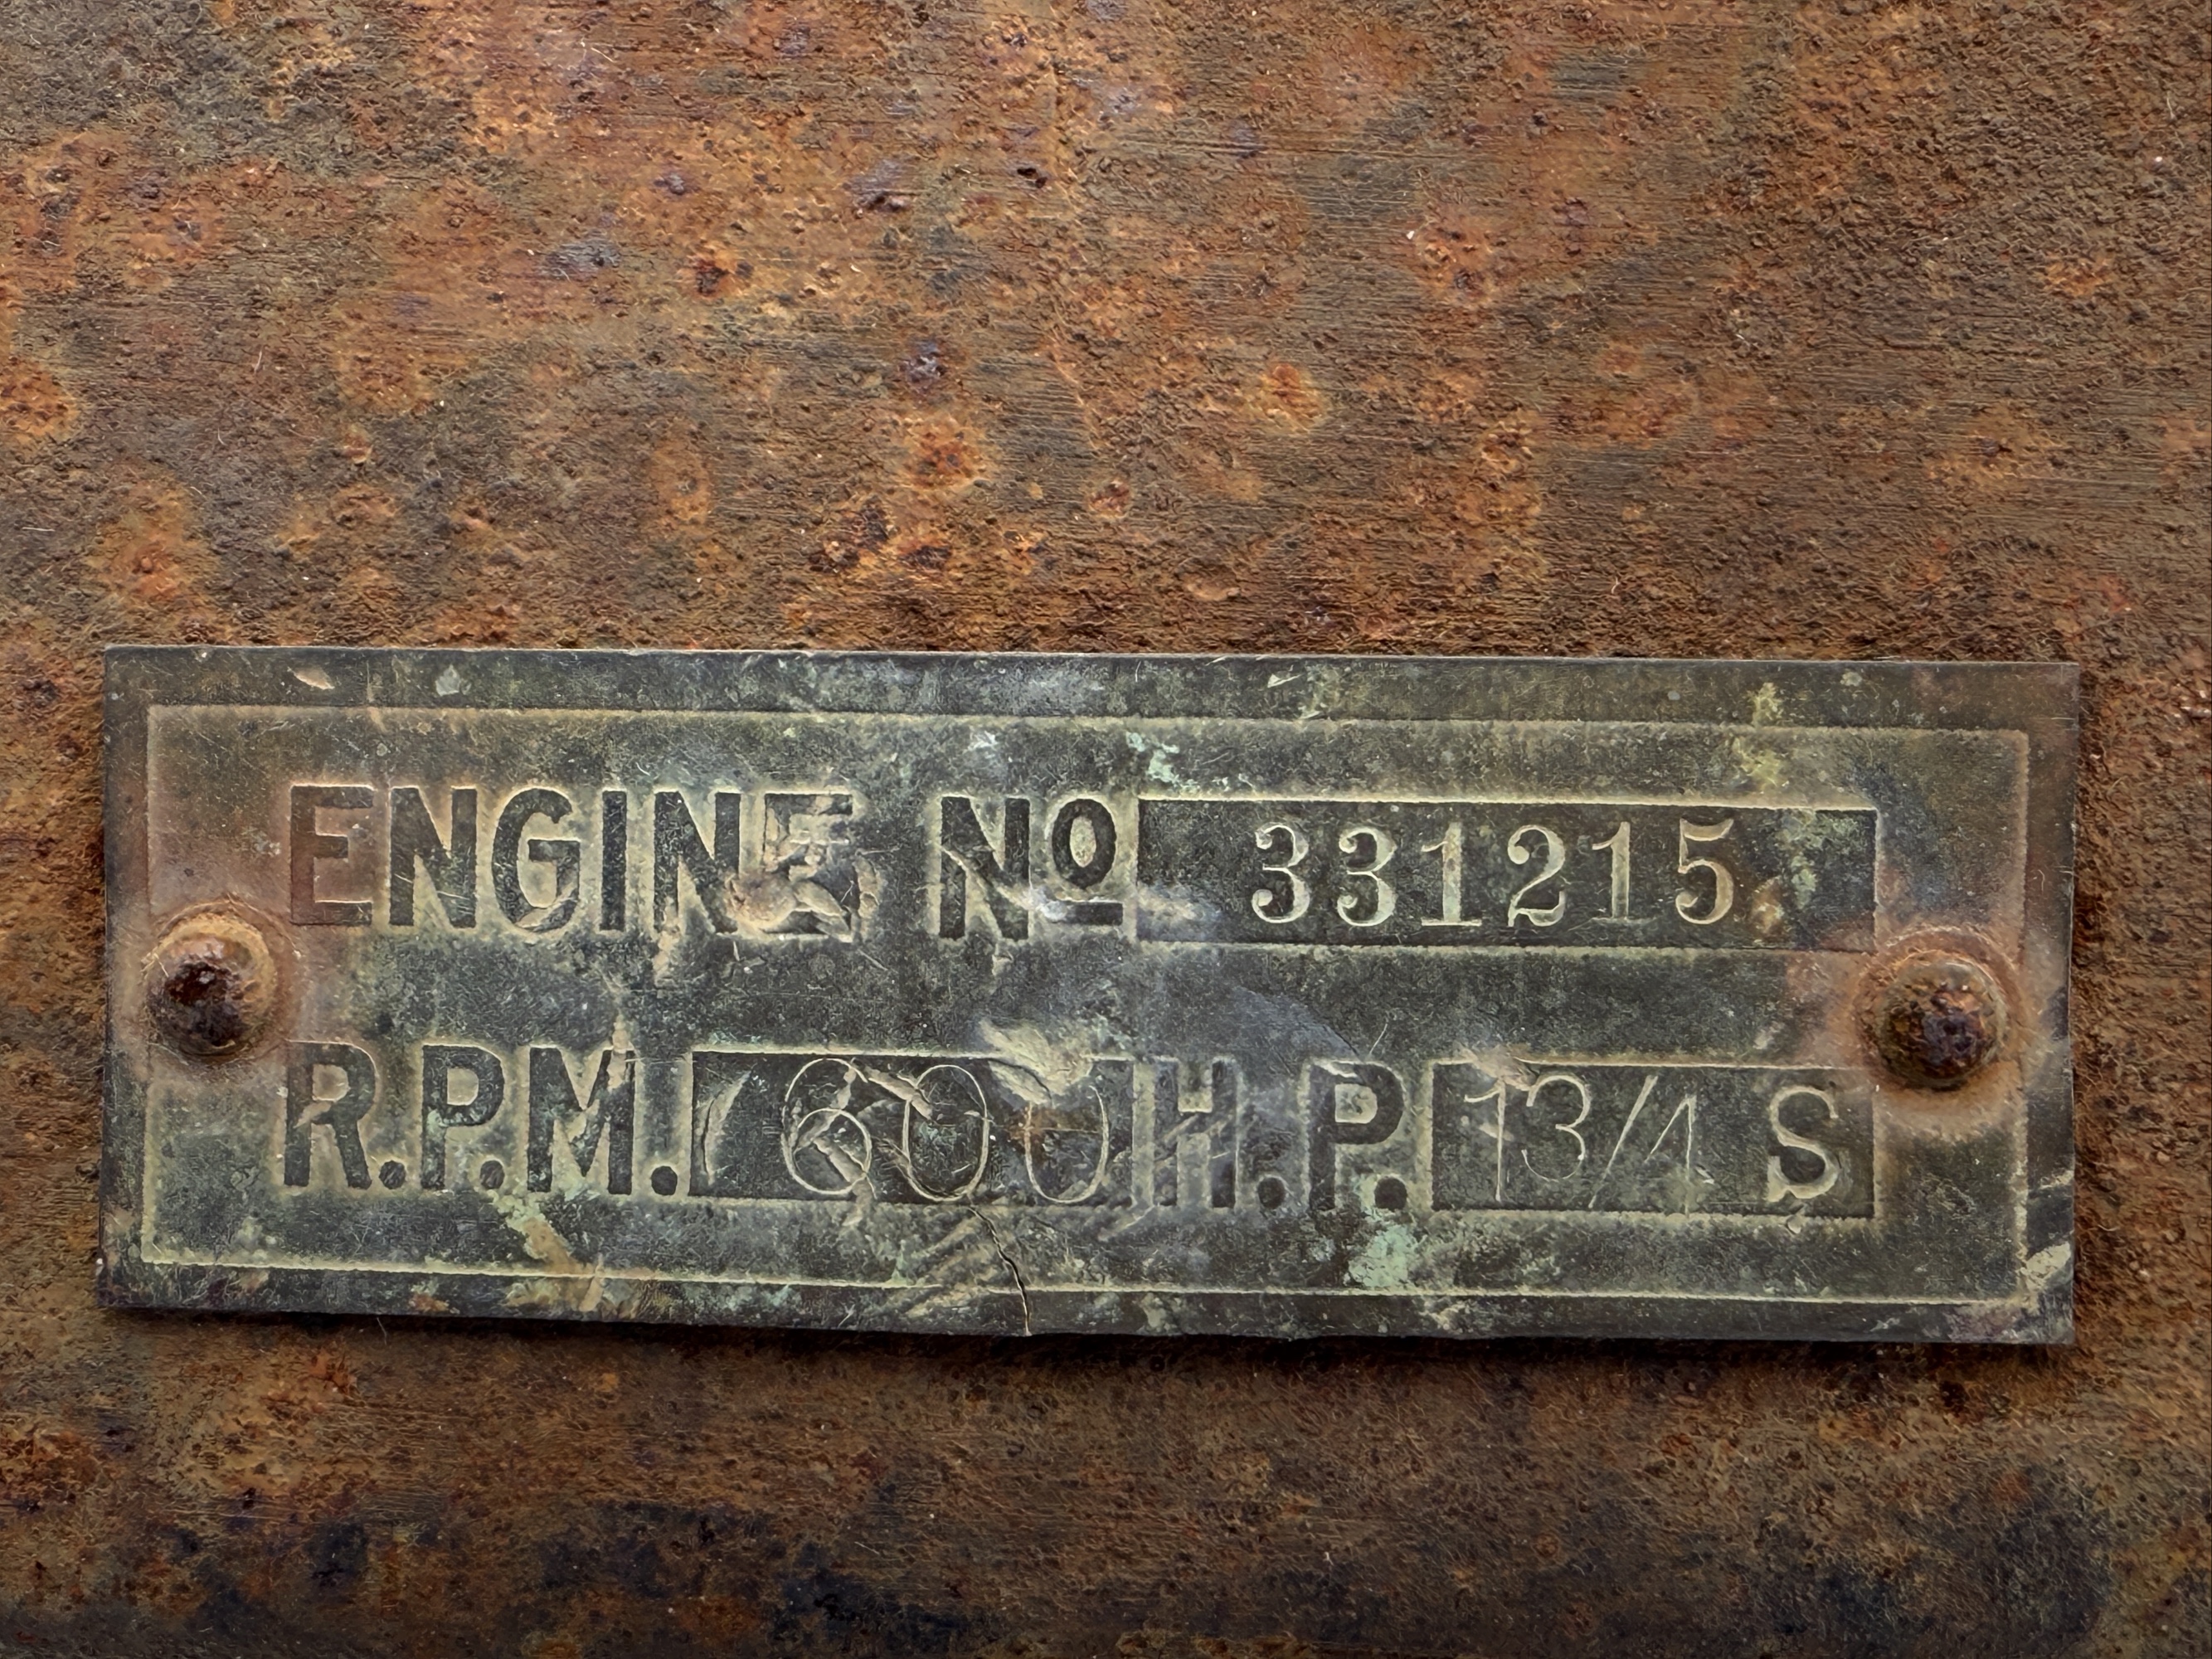 ENGINE Nº 331215
R.P.M. 600 H.P. 13/4 S